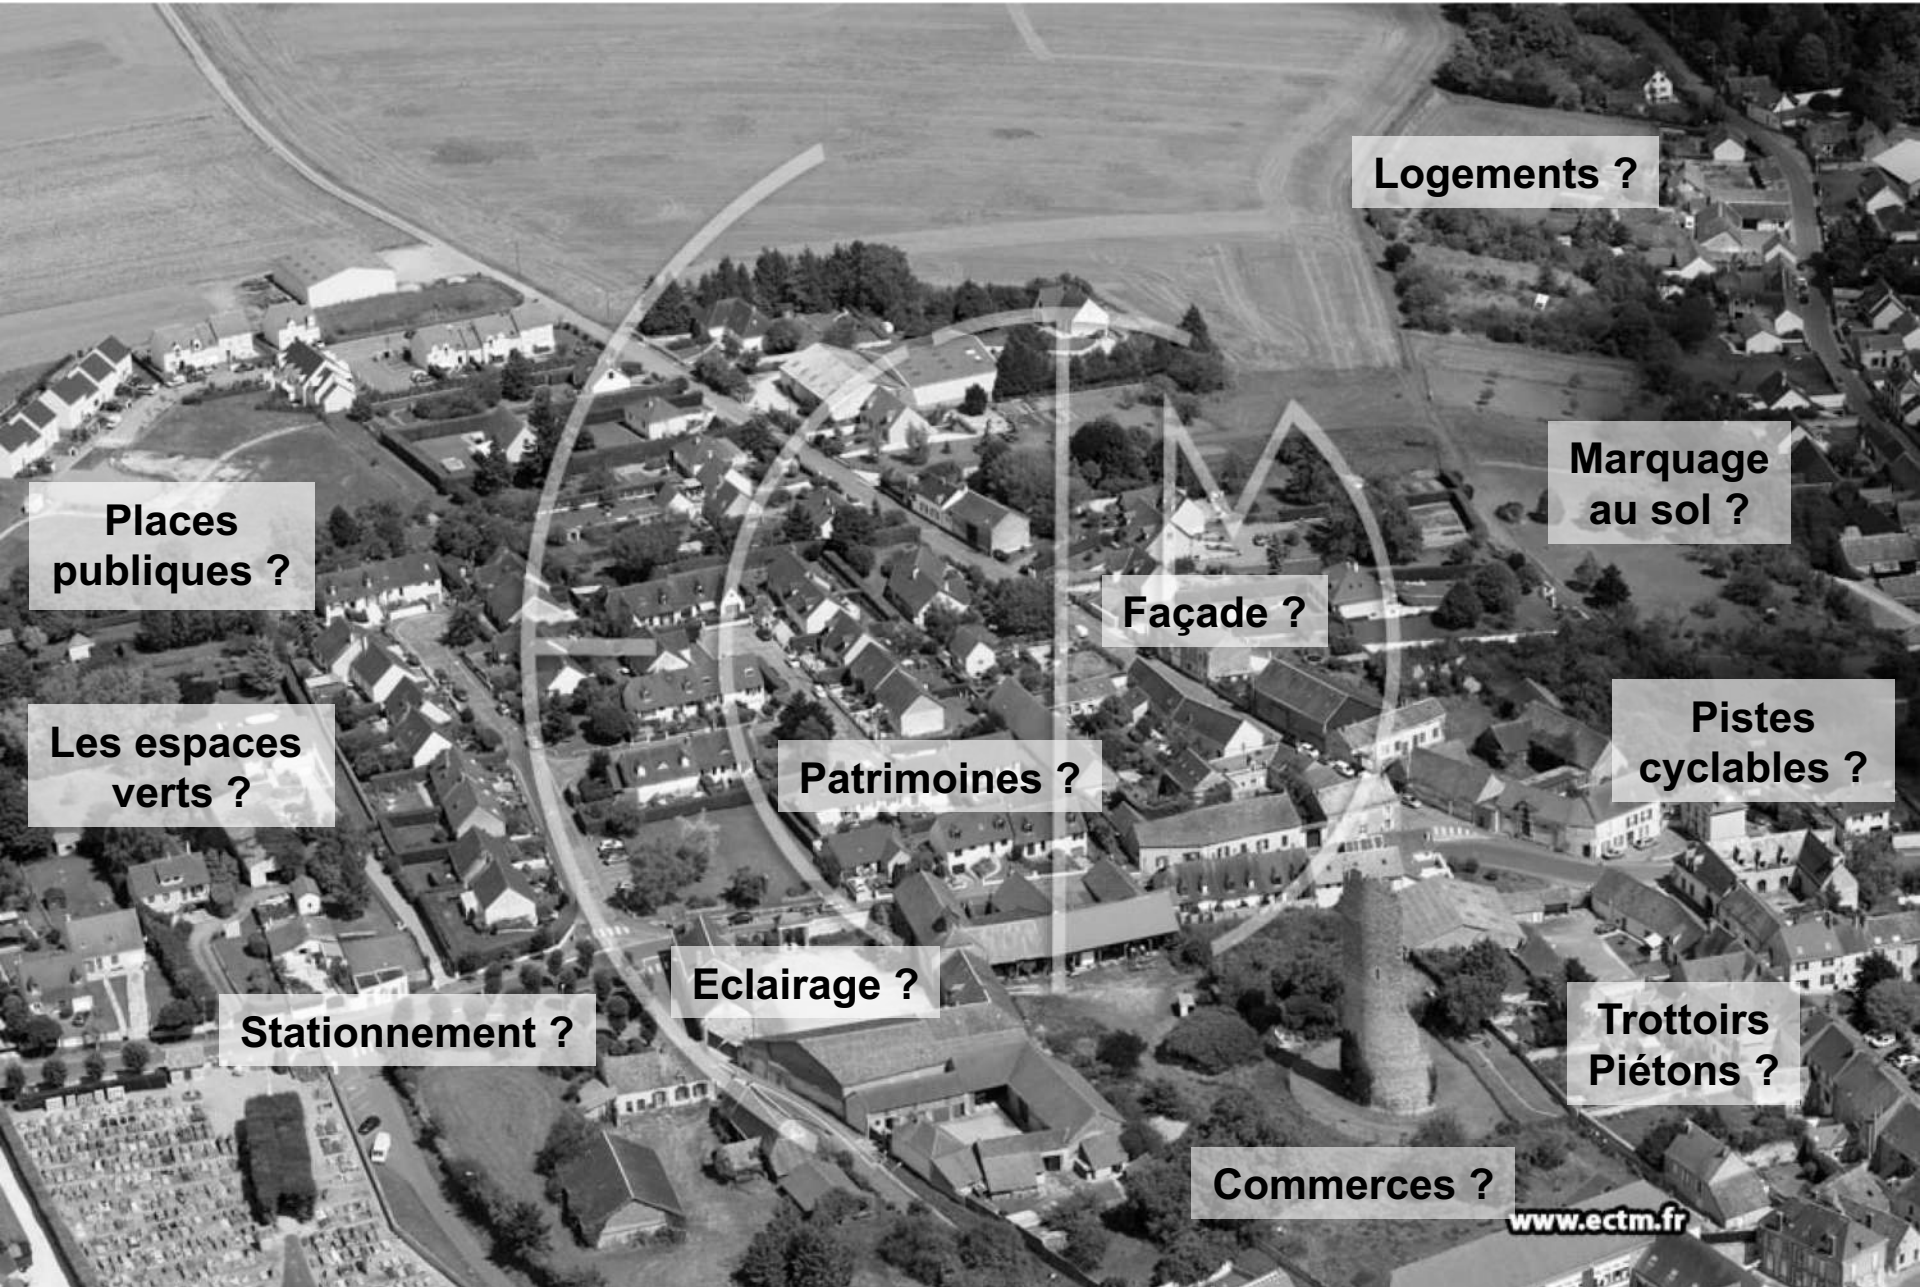 Logements ?
Marquage
au sol ?
Places
publiques ?
Façade ?
Pistes
cyclables ?
Les espaces
verts ?
Patrimoines ?
Eclairage ?
Stationnement ?
Trottoirs
Piétons ?
Commerces ?
www.ectm.fr
ECTM